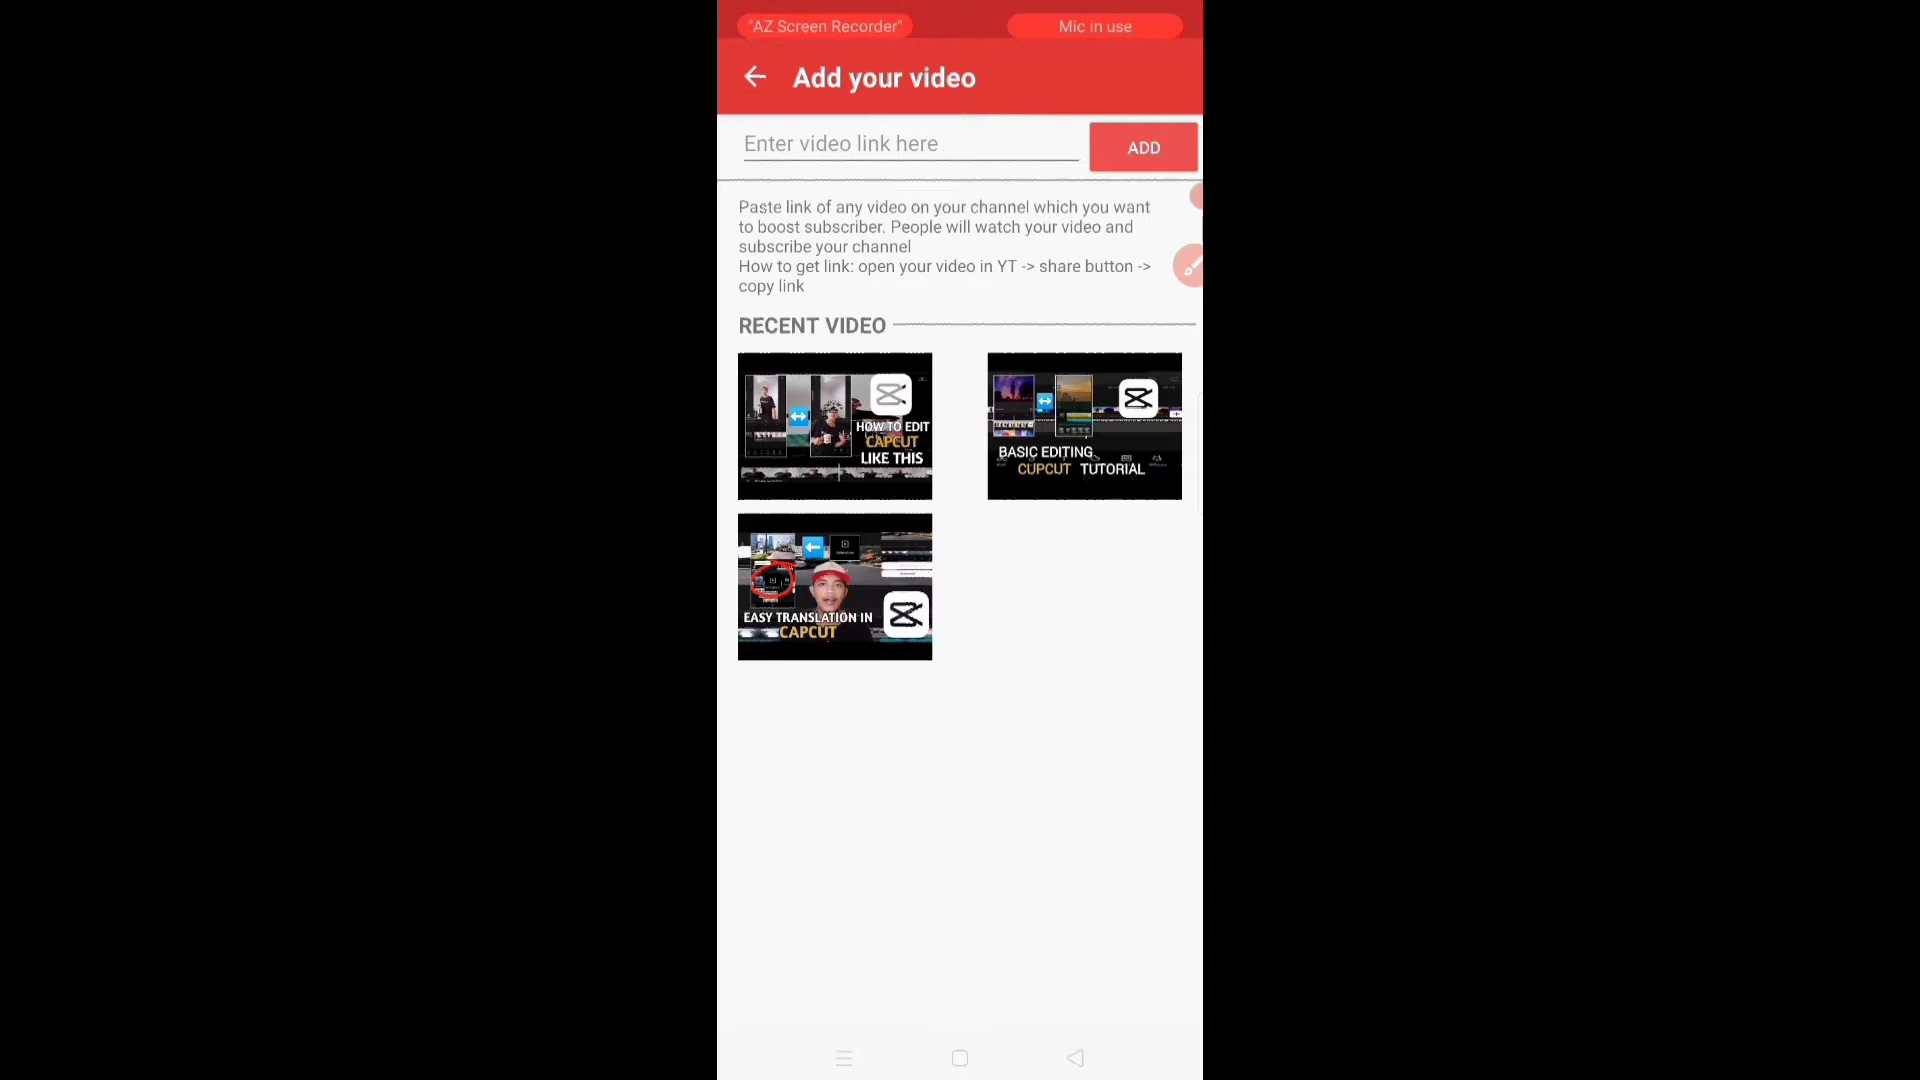 "AZ Screen Recorder"
Mic in use
Add your video
Enter video link here
ADD
Paste link of any video on your channel which you want
to boost subscriber. People will watch your video and
subscribe your channel
How to get link: open your video in YT -> share button ->
copy link
RECENT VIDEO
HOW TO EDIT
CAPCUT
LIKE THIS
BASIC EDITING
CUPCUT TUTORIAL
EASY TRANSLATION IN
CAPCUT